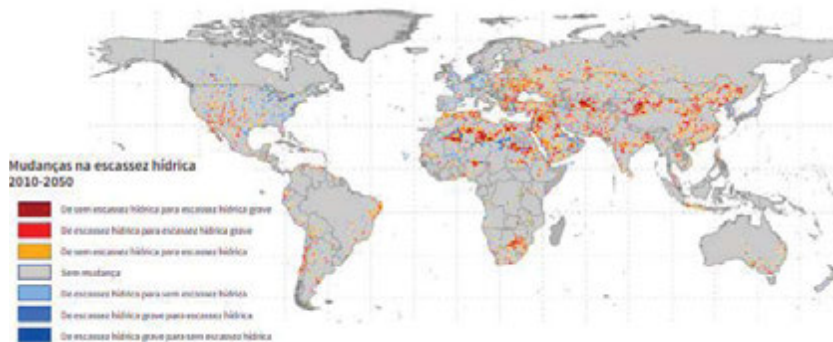 Mudanças na escassez hídrica
2010-2050
De sem escassez hídrica para escassez hídrica grave
De escassez hídrica para escassez hídrica grave
De sem escassez hídrica para escassez hídrica
Sem mudança
De escassez hídrica para sem escassez hídrica
De escassez hídrica grave para escassez hídrica
De escassez hídrica grave para sem escassez hídrica